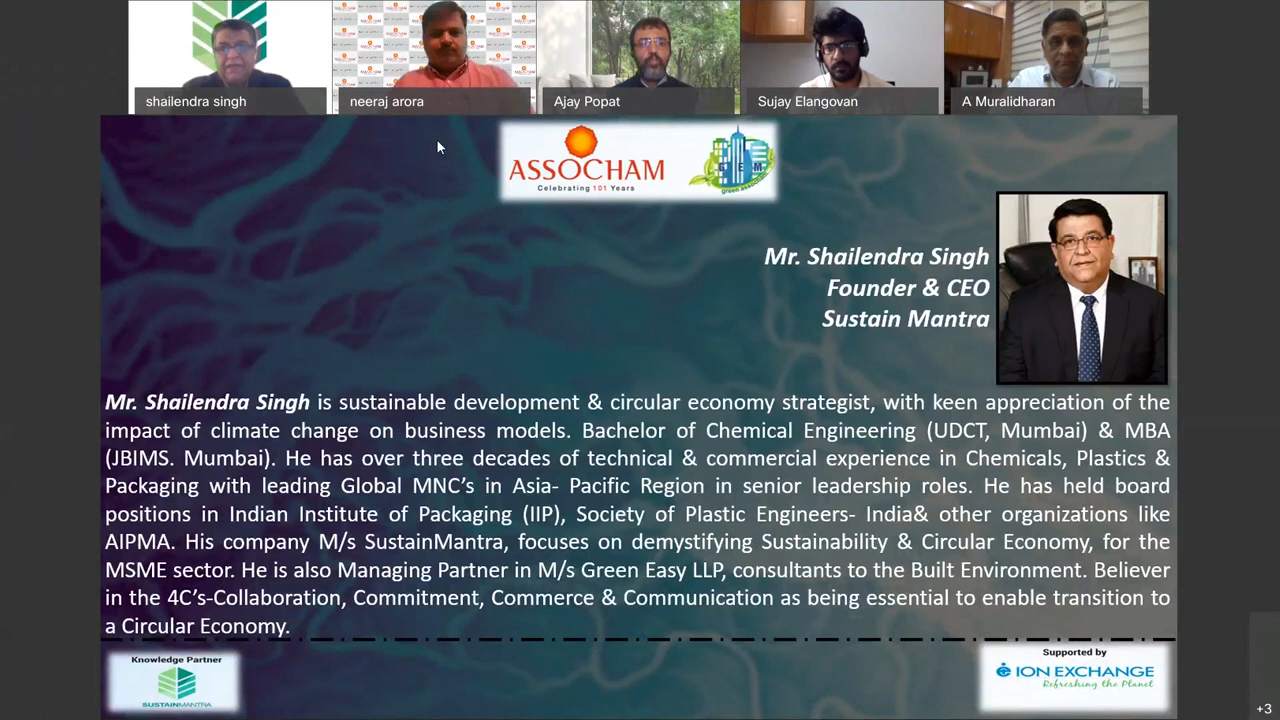 shailendra singh
neeraj arora
Ajay Popat
Sujay Elangovan
A Muralidharan
ASSOCHAM
Celebrating 101 Years
GEM
Mr. Shailendra Singh
Founder & CEO
Sustain Mantra
Mr. Shailendra Singh is sustainable development & circular economy strategist, with keen appreciation of the
impact of climate change on business models. Bachelor of Chemical Engineering (UDCT, Mumbai) & MBA
(JBIMS. Mumbai). He has over three decades of technical & commercial experience in Chemicals, Plastics &
Packaging with leading Global MNC's in Asia- Pacific Region in senior leadership roles. He has held board
positions in Indian Institute of Packaging (IIP), Society of Plastic Engineers- India& other organizations like
AIPMA. His company M/s SustainMantra, focuses on demystifying Sustainability & Circular Economy, for the
MSME sector. He is also Managing Partner in M/s Green Easy LLP, consultants to the Built Environment. Believer
in the 4C's-Collaboration, Commitment, Commerce & Communication as being essential to enable transition to
a Circular Economy.
Knowledge Partner
SUSTAINMANTRA
Supported by
ION EXCHANGE
Refreshing the Planet
+3